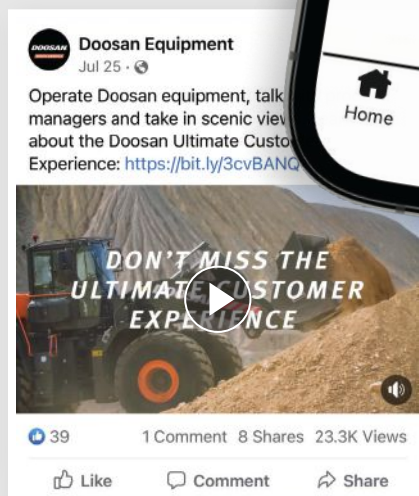 DOOSAN
Doosan Equipment
Jul 25 ·
Operate Doosan equipment, talk
managers and take in scenic
about the Doosan Ultimate
Experience: https://bit.ly/3cvBANQ
DON'T MISS THE
ULTIMATE CUSTOMER
EXPERIENCE
39
1 Comment 8 Shares 23.3K Views
Like Comment Share
Home